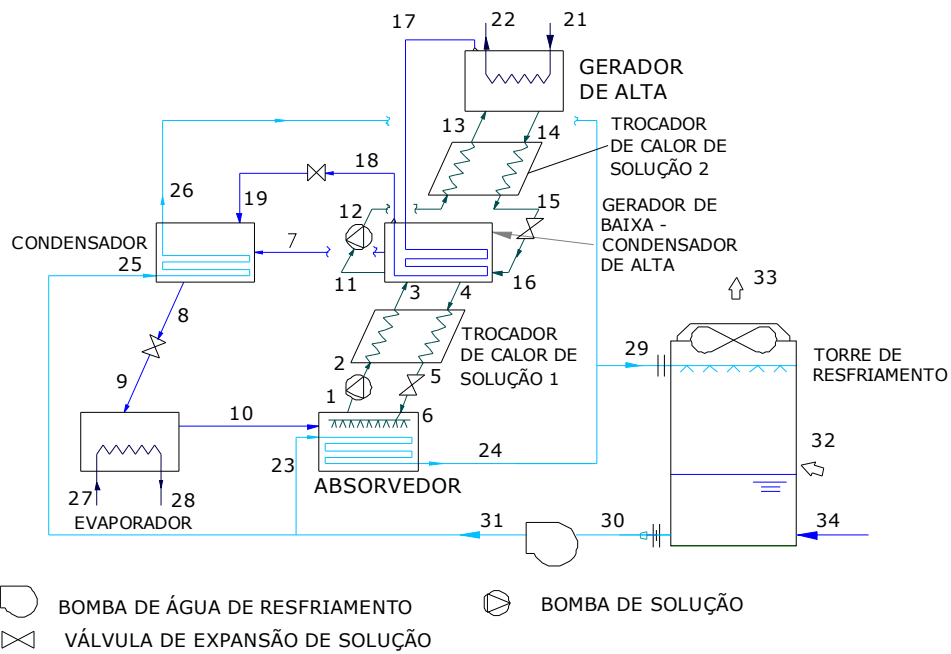 17
22
21
GERADOR
DE ALTA
13
14
TROCADOR
DE CALOR DE
SOLUÇÃO 2
18
26
19
12
15
GERADOR DE
BAIXA -
CONDENSADOR
DE ALTA
CONDENSADOR
7
25
11
16
3
4
33
8
TROCADOR
DE CALOR DE
SOLUÇÃO 1
29
TORRE DE
RESFRIAMENTO
2
5
9
1
6
10
32
23
24
27
28
ABSORVEDOR
EVAPORADOR
31
30
34
BOMBA DE ÁGUA DE RESFRIAMENTO
BOMBA DE SOLUÇÃO
VÁLVULA DE EXPANSÃO DE SOLUÇÃO